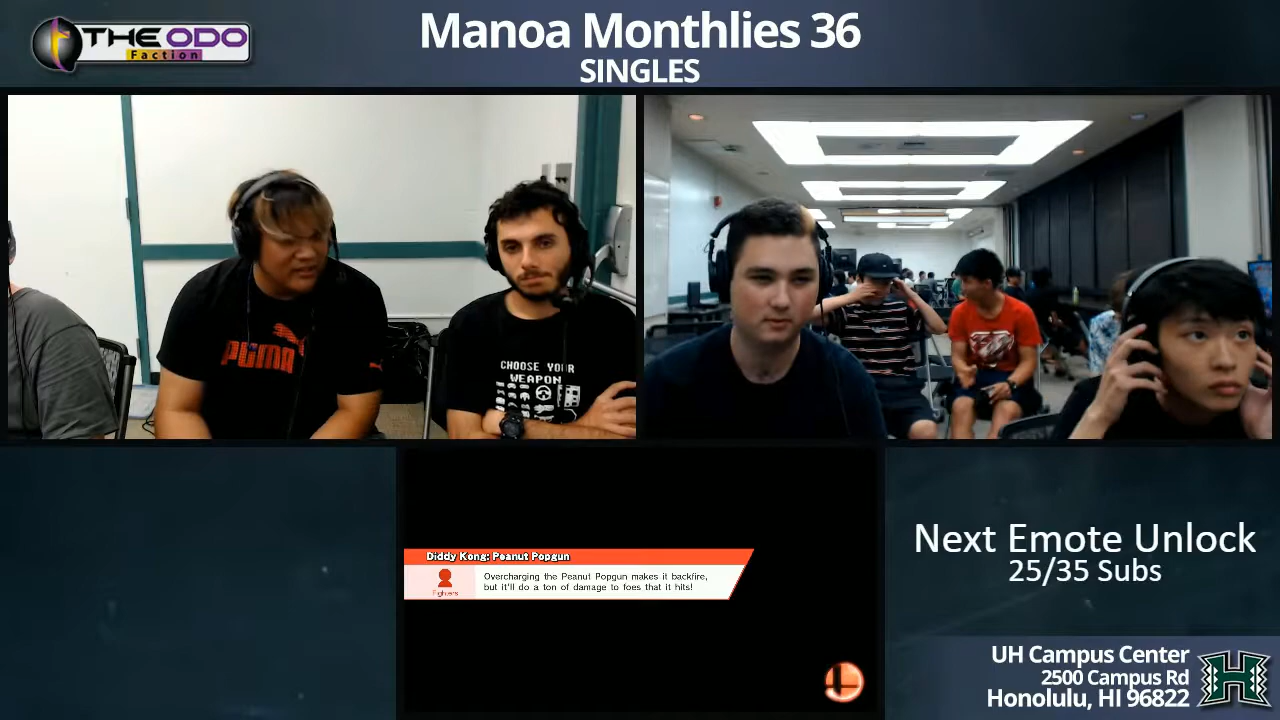 THE ODO
Faction
Manoa Monthlies 36
SINGLES
PUMA
CHOOSE YOUR
WEAPON
Diddy Kong: Peanut Popgun
Fighters
Overcharging the Peanut Popgun makes it backfire,
but it'll do a ton of damage to foes that it hits!
Next Emote Unlock
25/35 Subs
UH Campus Center
2500 Campus Rd
Honolulu, HI 96822
H